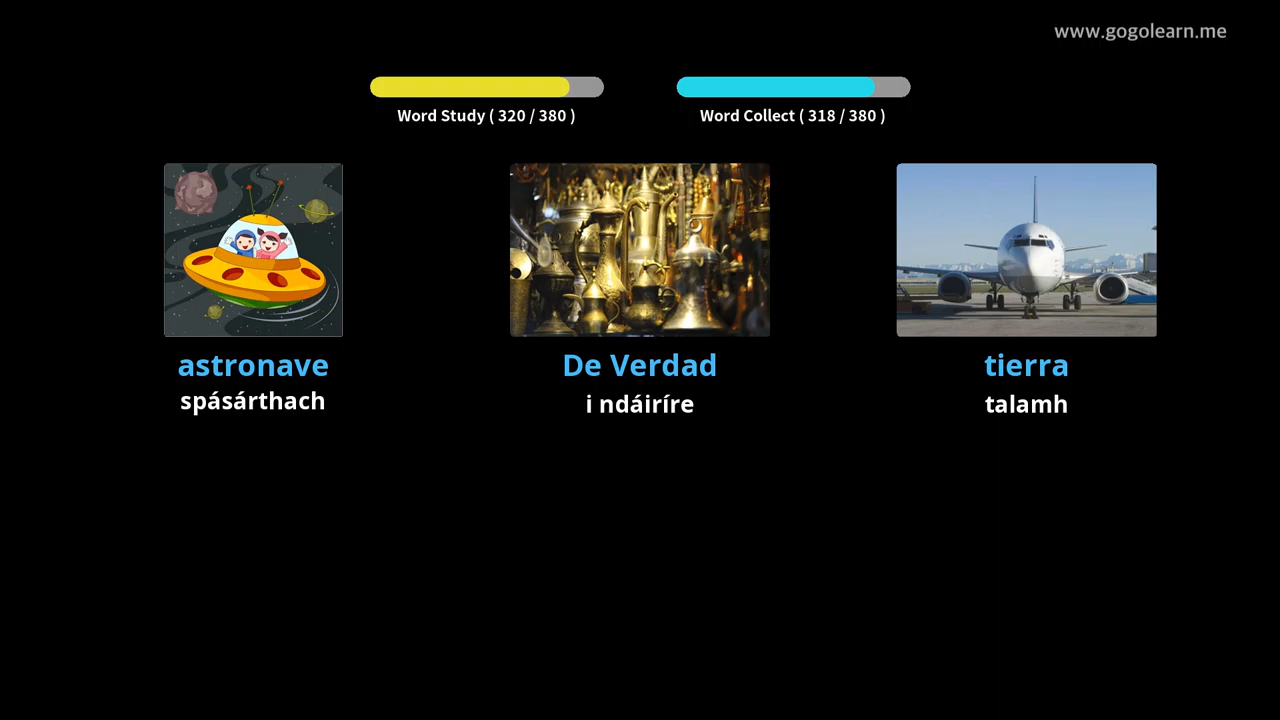 www.gogolearn.me
Word Study ( 320 / 380 )
Word Collect ( 318 / 380 )
astronave
spásárthach
De Verdad
i ndáiríre
tierra
talamh